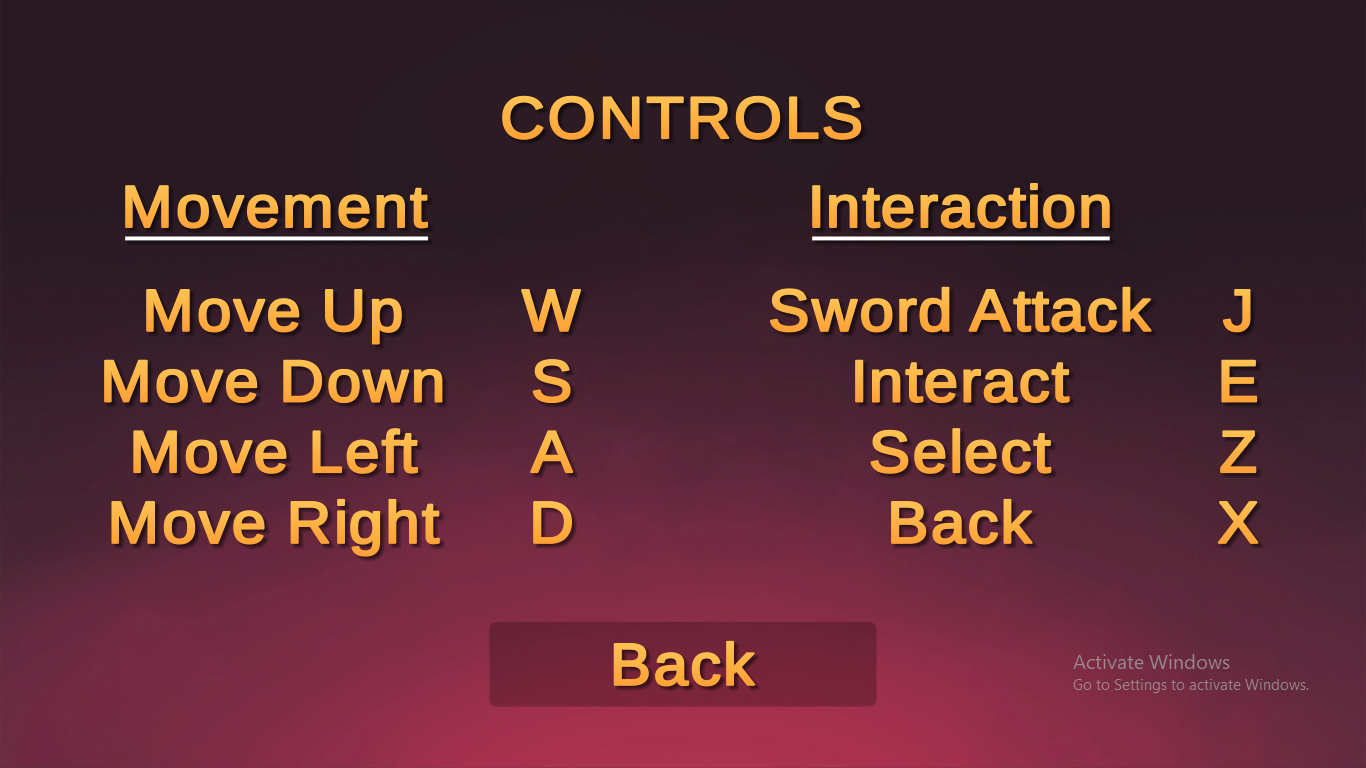 CONTROLS
Movement
Move Up W
Move Down S
Move Left A
Move Right D
Interaction
Sword Attack J
Interact E
Select Z
Back X
Back
Activate Windows
Go to Settings to activate Windows.